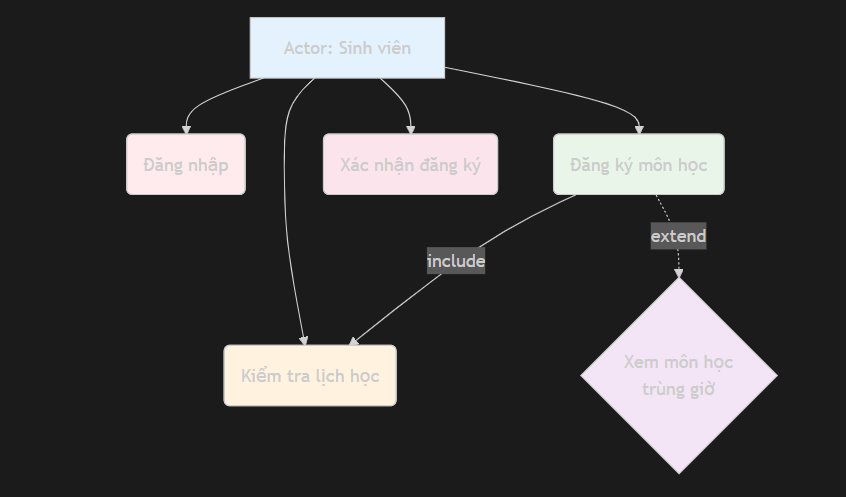 Actor: Sinh viên
Đăng nhập
Xác nhận đăng ký
Đăng ký môn học
extend
include
Kiểm tra lịch học
Xem môn học
trùng giờ